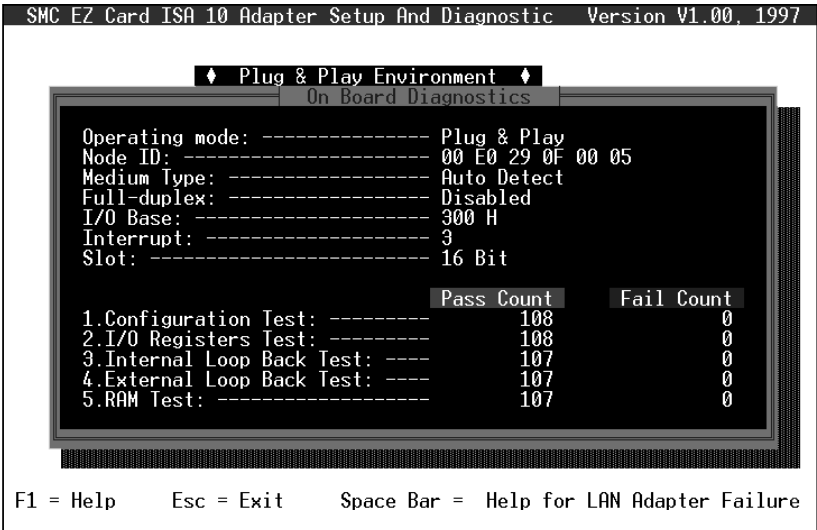 SMC EZ Card ISA 10 Adapter Setup And Diagnostic Version V1.00, 1997
♦ Plug & Play Environment ♦
On Board Diagnostics
Operating mode: --------------- Plug & Play
Node ID: ---------------------- 00 E0 29 0F 00 05
Medium Type: ------------------ Auto Detect
Full-duplex: ------------------ Disabled
I/O Base: --------------------- 300 H
Interrupt: -------------------- 3
Slot: ------------------------- 16 Bit
Pass Count Fail Count
1.Configuration Test: --------- 108 0
2.I/O Registers Test: --------- 108 0
3.Internal Loop Back Test: ---- 107 0
4.External Loop Back Test: ---- 107 0
5.RAM Test: ------------------- 107 0
F1 = Help Esc = Exit Space Bar = Help for LAN Adapter Failure